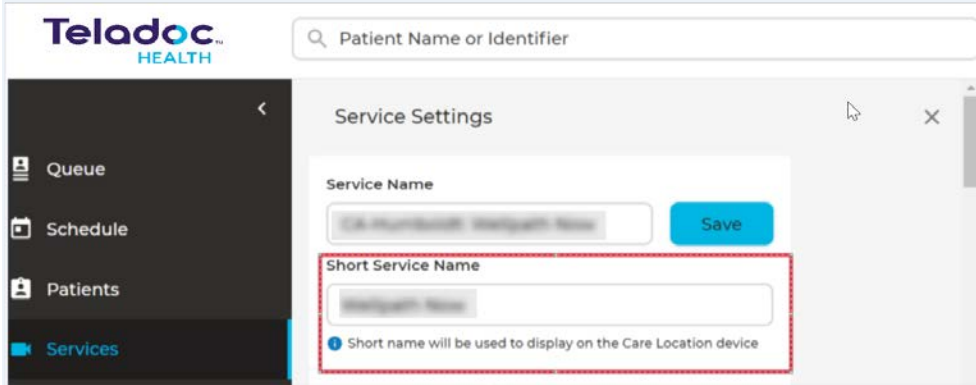 Teladoc™
HEALTH
Patient Name or Identifier
Service Settings
Queue
Service Name
Save
Schedule
Short Service Name
Patients
Short name will be used to display on the Care Location device
Services